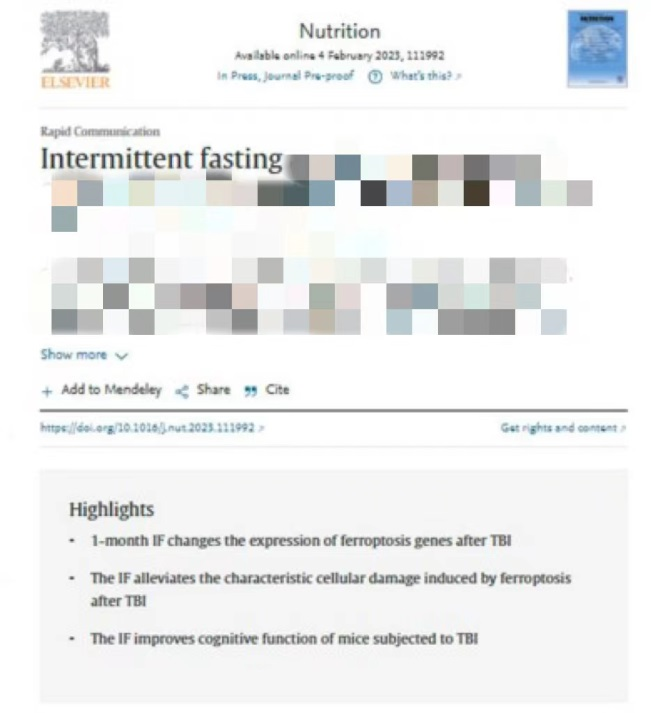 ELSEVIER
Nutrition
Available online 4 February 2023, 111992
In Press, Journal Pre-proof ? What's this? ↗
NUTRITION
Rapid Communication
Intermittent fasting
Show more
+ Add to Mendeley Share Cite
https://doi.org/10.1016/j.nut.2023.111992 ↗
Get rights and content ↗
Highlights
• 1-month IF changes the expression of ferroptosis genes after TBI
• The IF alleviates the characteristic cellular damage induced by ferroptosis
after TBI
• The IF improves cognitive function of mice subjected to TBI